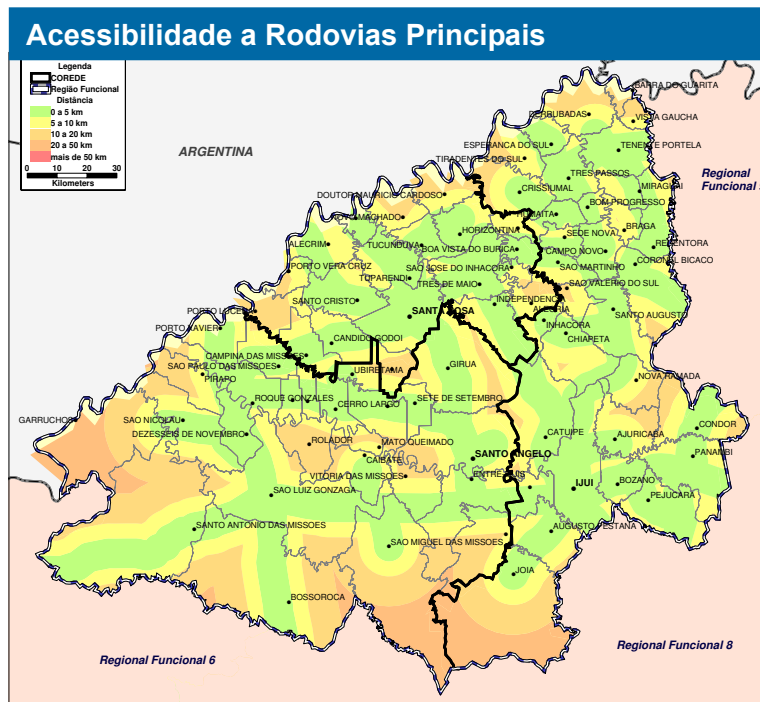 Acessibilidade a Rodovias Principais
Legenda
COREDE
Região Funcional
Distância
0 a 5 km
5 a 10 km
10 a 20 km
20 a 50 km
mais de 50 km
0 10 20 30
Kilometers
ARGENTINA
BARRA DO GUARITA
DERRUBADAS
VISTA GAUCHA
ESPERANCA DO SUL
TENENTE PORTELA
TIRADENTES DO SUL
Regional
Funcional
TRES PASSOS
CRISSIUMAL
MIRAGUAI
DOUTOR MAURICIO CARDOSO
BOM PROGRESSO
NOVO MACHADO
HUMAITA
BRAGA
HORIZONTINA
SEDE NOVA
ALECRIM
TUCUNDUVA
BOA VISTA DO BURICA
CAMPO NOVO
REDENTORA
PORTO VERA CRUZ
SAO JOSE DO INHACORA
SAO MARTINHO
CORONEL BICACO
TUPARENDI
TRES DE MAIO
SAO VALERIO DO SUL
SANTO CRISTO
INDEPENDENCIA
PORTO LUCENA
SANTA ROSA
ALEGRIA
SANTO AUGUSTO
PORTO XAVIER
INHACORA
CANDIDO GODOI
CHIAPETA
CAMPINA DAS MISSOES
SAO PAULO DAS MISSOES
GIRUA
PIRAPO
UBIRETAMA
NOVA RAMADA
ROQUE GONZALES
CERRO LARGO
SETE DE SETEMBRO
GARRUCHOS
SAO NICOLAU
CONDOR
DEZESSEIS DE NOVEMBRO
ROLADOR
MATO QUEIMADO
CATUIPE
AJURICABA
CAIBATE
SANTO ANGELO
PANAMBI
VITORIA DAS MISSOES
ENTRE-IJUIS
IJUI
BOZANO
SAO LUIZ GONZAGA
PEJUCARA
SANTO ANTONIO DAS MISSOES
AUGUSTO PESTANA
SAO MIGUEL DAS MISSOES
JOIA
BOSSOROCA
Regional Funcional 6
Regional Funcional 8